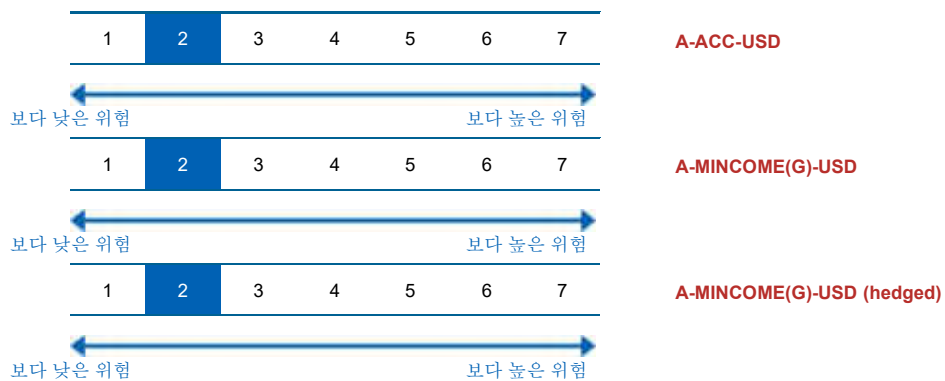 1 2 3 4 5 6 7 A-ACC-USD
보다 낮은 위험 보다 높은 위험
1 2 3 4 5 6 7 A-MINCOME(G)-USD
보다 낮은 위험 보다 높은 위험
1 2 3 4 5 6 7 A-MINCOME(G)-USD (hedged)
보다 낮은 위험 보다 높은 위험